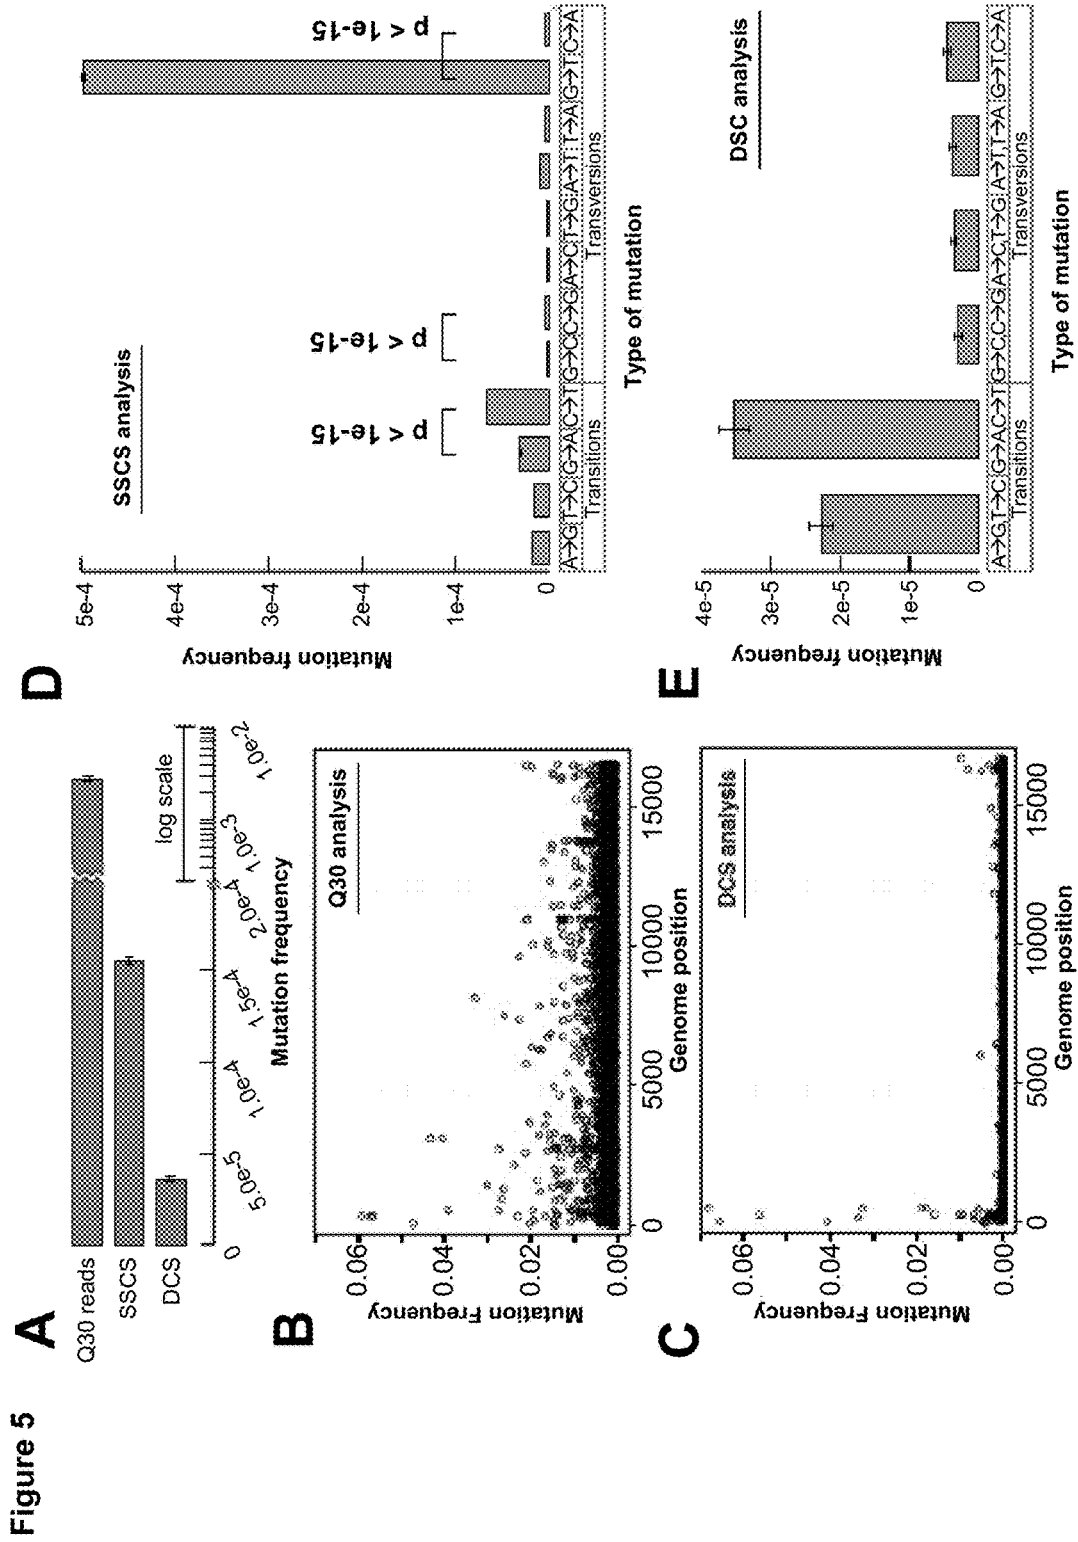 Figure 5
A
Q30 reads
SSCS
DCS
0
5.0e-5
1.0e-4
1.5e-4
2.0e-4
1.0e-3
1.0e-2
log scale
Mutation frequency
B
Q30 analysis
Mutation Frequency
0.06
0.04
0.02
0.00
0
5000
10000
15000
Genome position
C
DCS analysis
Mutation Frequency
0.06
0.04
0.02
0.00
0
5000
10000
15000
Genome position
D
SSCS analysis
Mutation frequency
5e-4
4e-4
3e-4
2e-4
1e-4
0
p < 1e-15
p < 1e-15
p < 1e-15
A→G T→C G→A C→T G→C C→G A→C T→G A→T T→A G→T C→A
Transitions Transversions
Type of mutation
E
DSC analysis
Mutation frequency
4e-5
3e-5
2e-5
1e-5
0
A→G T→C G→A C→T G→C C→G A→C T→G A→T T→A G→T C→A
Transitions Transversions
Type of mutation